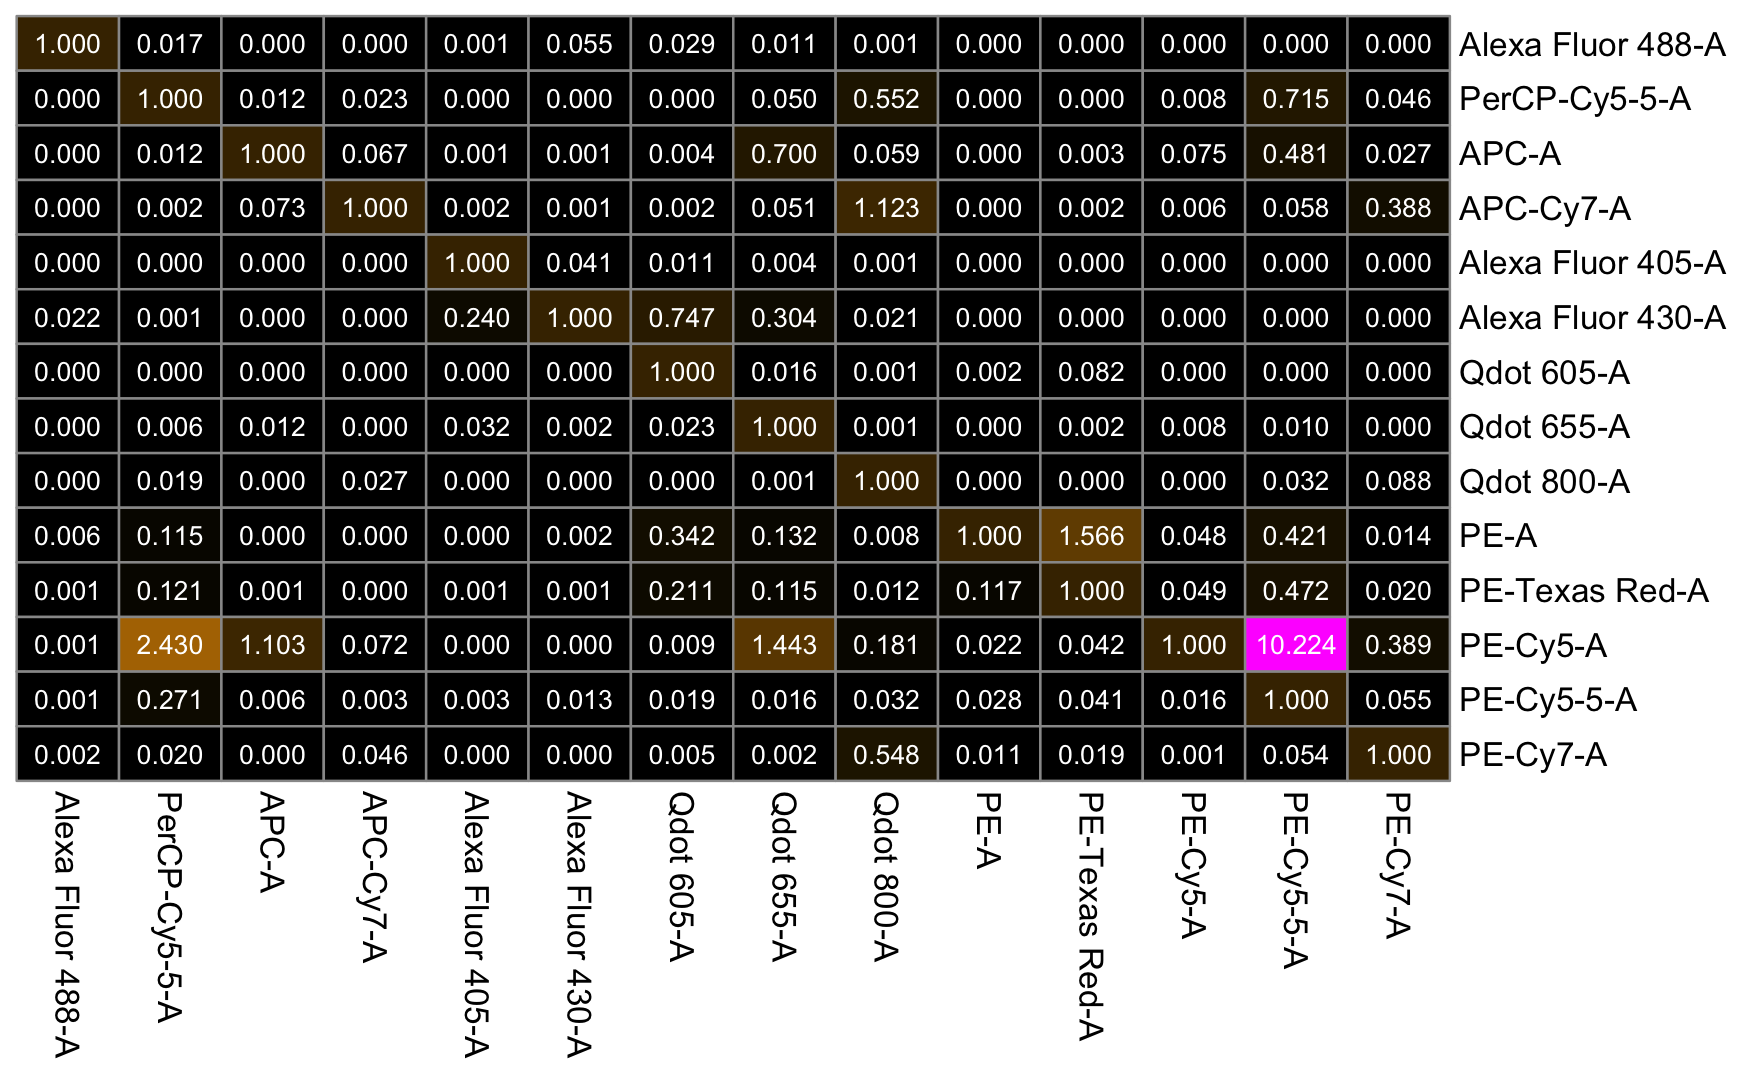 1.000 0.017 0.000 0.000 0.001 0.055 0.029 0.011 0.001 0.000 0.000 0.000 0.000 0.000 Alexa Fluor 488-A
0.000 1.000 0.012 0.023 0.000 0.000 0.000 0.050 0.552 0.000 0.000 0.008 0.715 0.046 PerCP-Cy5-5-A
0.000 0.012 1.000 0.067 0.001 0.001 0.004 0.700 0.059 0.000 0.003 0.075 0.481 0.027 APC-A
0.000 0.002 0.073 1.000 0.002 0.001 0.002 0.051 1.123 0.000 0.002 0.006 0.058 0.388 APC-Cy7-A
0.000 0.000 0.000 0.000 1.000 0.041 0.011 0.004 0.001 0.000 0.000 0.000 0.000 0.000 Alexa Fluor 405-A
0.022 0.001 0.000 0.000 0.240 1.000 0.747 0.304 0.021 0.000 0.000 0.000 0.000 0.000 Alexa Fluor 430-A
0.000 0.000 0.000 0.000 0.000 0.000 1.000 0.016 0.001 0.002 0.082 0.000 0.000 0.000 Qdot 605-A
0.000 0.006 0.012 0.000 0.032 0.002 0.023 1.000 0.001 0.000 0.002 0.008 0.010 0.000 Qdot 655-A
0.000 0.019 0.000 0.027 0.000 0.000 0.000 0.001 1.000 0.000 0.000 0.000 0.032 0.088 Qdot 800-A
0.006 0.115 0.000 0.000 0.000 0.002 0.342 0.132 0.008 1.000 1.566 0.048 0.421 0.014 PE-A
0.001 0.121 0.001 0.000 0.001 0.001 0.211 0.115 0.012 0.117 1.000 0.049 0.472 0.020 PE-Texas Red-A
0.001 2.430 1.103 0.072 0.000 0.000 0.009 1.443 0.181 0.022 0.042 1.000 10.224 0.389 PE-Cy5-A
0.001 0.271 0.006 0.003 0.003 0.013 0.019 0.016 0.032 0.028 0.041 0.016 1.000 0.055 PE-Cy5-5-A
0.002 0.020 0.000 0.046 0.000 0.000 0.005 0.002 0.548 0.011 0.019 0.001 0.054 1.000 PE-Cy7-A
Alexa Fluor 488-A
PerCP-Cy5-5-A
APC-A
APC-Cy7-A
Alexa Fluor 405-A
Alexa Fluor 430-A
Qdot 605-A
Qdot 655-A
Qdot 800-A
PE-A
PE-Texas Red-A
PE-Cy5-A
PE-Cy5-5-A
PE-Cy7-A